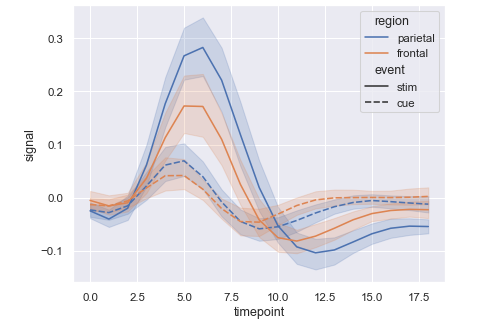 region
parietal
frontal
event
stim
cue
signal
0.3
0.2
0.1
0.0
−0.1
0.0 2.5 5.0 7.5 10.0 12.5 15.0 17.5
timepoint